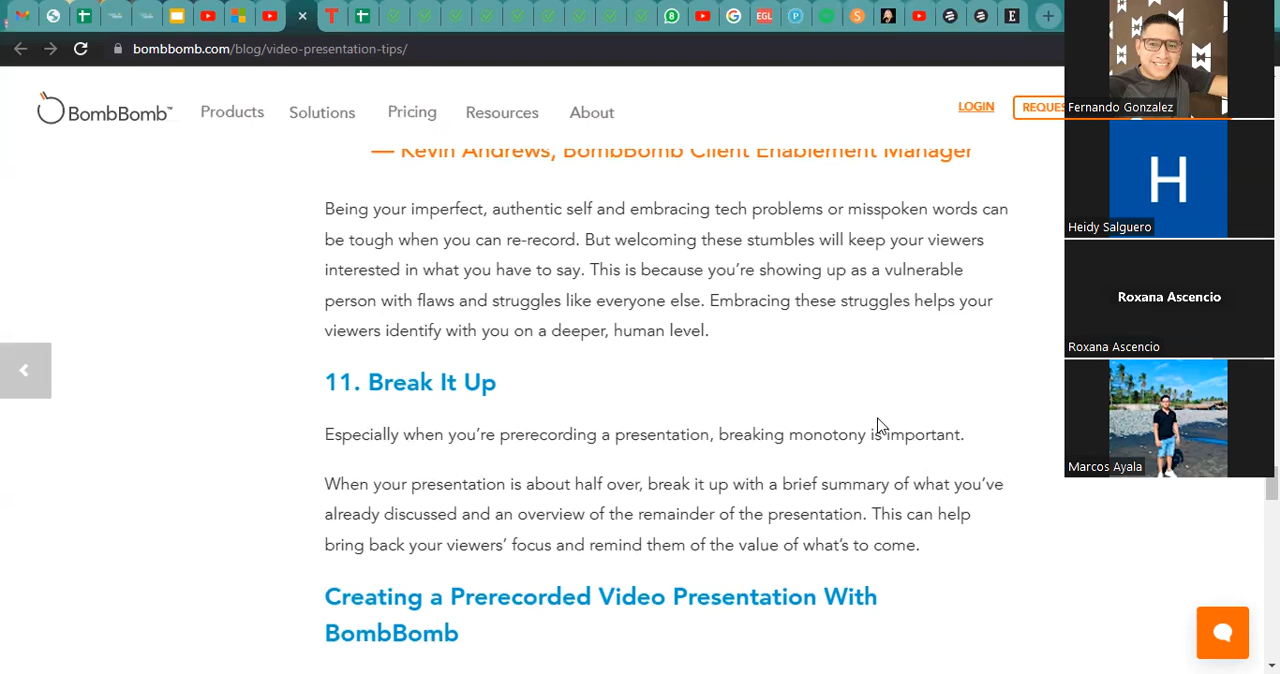 bombbomb.com/blog/video-presentation-tips/
BombBomb™
Products
Solutions
Pricing
Resources
About
LOGIN
REQUES
— Kevin Andrews, BombBomb Client Enablement Manager
Being your imperfect, authentic self and embracing tech problems or misspoken words can
be tough when you can re-record. But welcoming these stumbles will keep your viewers
interested in what you have to say. This is because you're showing up as a vulnerable
person with flaws and struggles like everyone else. Embracing these struggles helps your
viewers identify with you on a deeper, human level.
11. Break It Up
Especially when you're prerecording a presentation, breaking monotony is important.
When your presentation is about half over, break it up with a brief summary of what you've
already discussed and an overview of the remainder of the presentation. This can help
bring back your viewers' focus and remind them of the value of what's to come.
Creating a Prerecorded Video Presentation With
BombBomb
Fernando Gonzalez
H
Heidy Salguero
Roxana Ascencio
Roxana Ascencio
Marcos Ayala